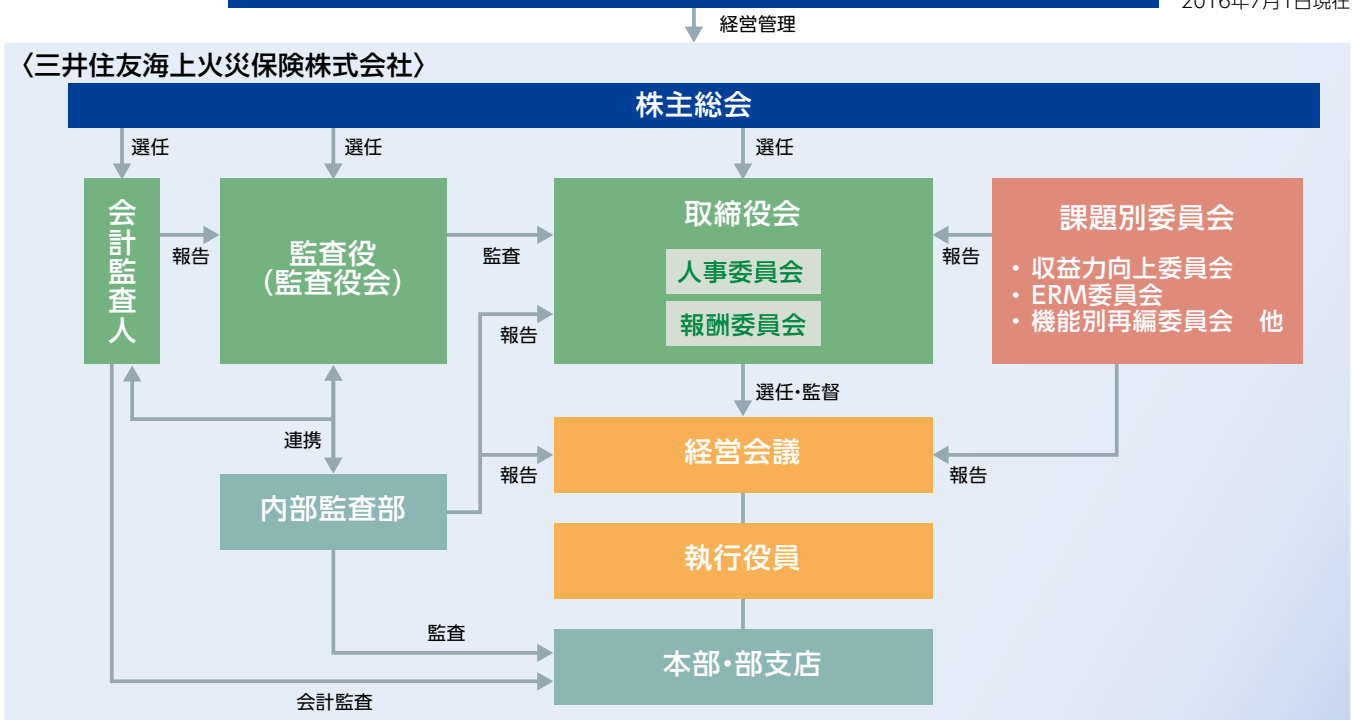 2016年7月1日現在
経営管理
〈三井住友海上火災保険株式会社〉
株主総会
選任
選任
選任
会計監査人
報告
監査役
(監査役会)
監査
取締役会
人事委員会
報酬委員会
報告
課題別委員会
・ 収益力向上委員会
・ ERM委員会
・ 機能別再編委員会　他
報告
選任・監督
連携
経営会議
報告
報告
内部監査部
執行役員
監査
本部・部支店
会計監査